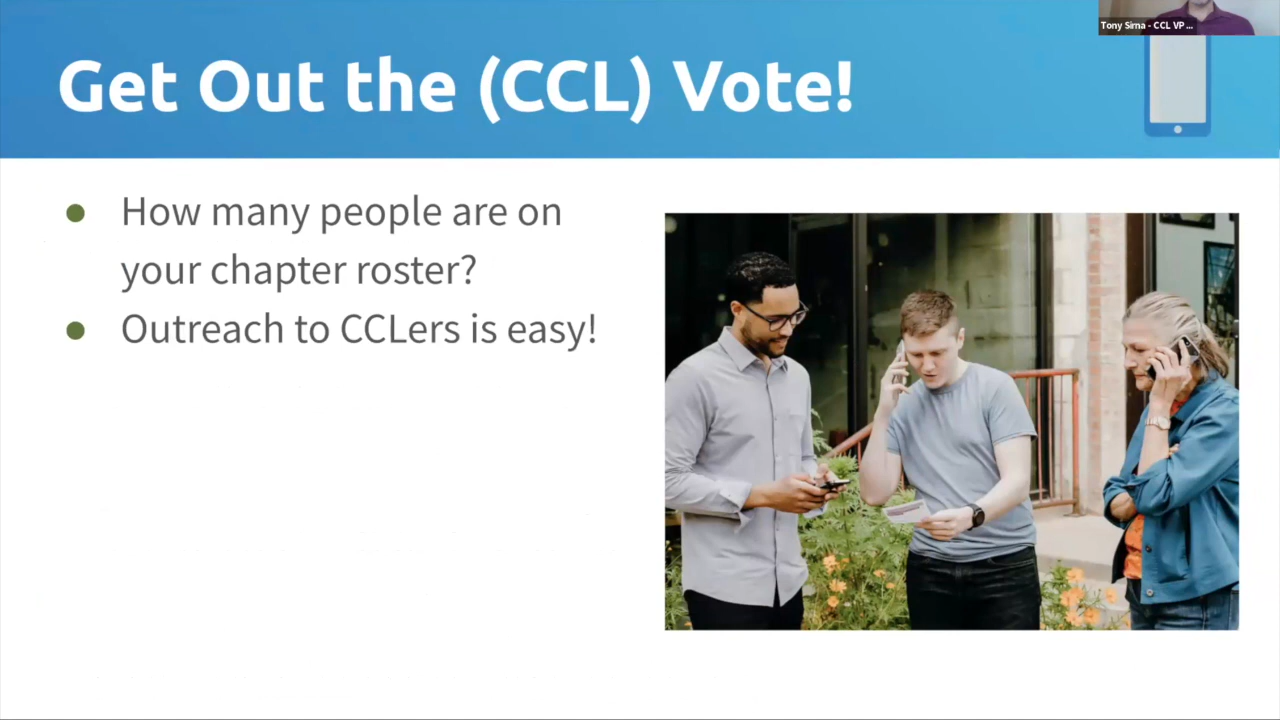 Tony Sirna - CCL VP ...
Get Out the (CCL) Vote!
● How many people are on
your chapter roster?
● Outreach to CCLers is easy!